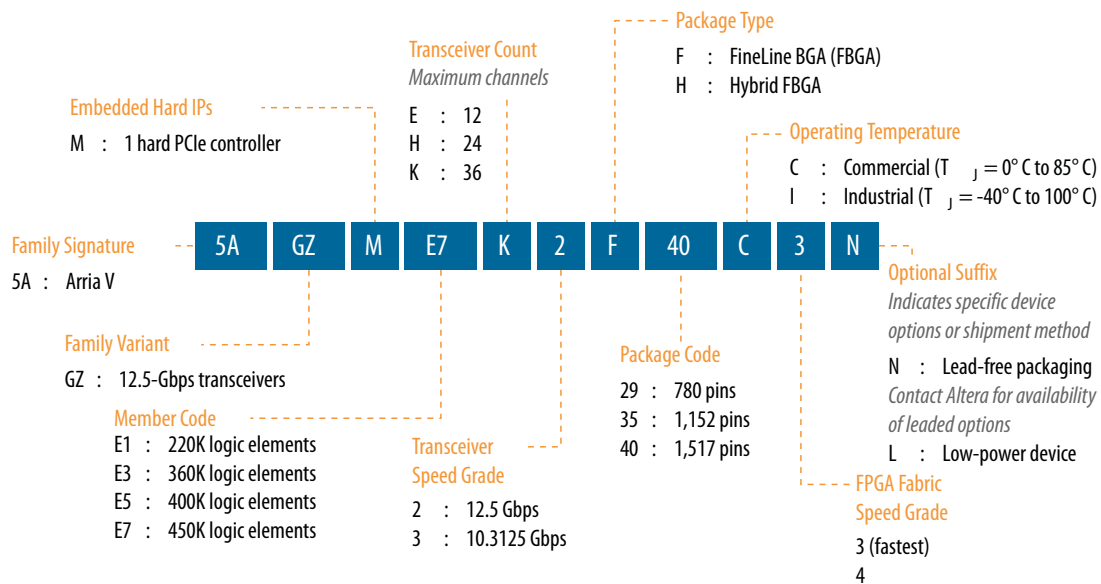 Package Type
F : FineLine BGA (FBGA)
H : Hybrid FBGA
Transceiver Count
Maximum channels
E : 12
H : 24
K : 36
Embedded Hard IPs
M : 1 hard PCIe controller
Operating Temperature
C : Commercial (T J = 0° C to 85° C)
I : Industrial (T J = -40° C to 100° C)
Family Signature
5A : Arria V
5A GZ M E7 K 2 F 40 C 3 N
Optional Suffix
Indicates specific device
options or shipment method
N : Lead-free packaging
Contact Altera for availability
of leaded options
L : Low-power device
Family Variant
GZ : 12.5-Gbps transceivers
Package Code
29 : 780 pins
35 : 1,152 pins
40 : 1,517 pins
Member Code
E1 : 220K logic elements
E3 : 360K logic elements
E5 : 400K logic elements
E7 : 450K logic elements
Transceiver
Speed Grade
2 : 12.5 Gbps
3 : 10.3125 Gbps
FPGA Fabric
Speed Grade
3 (fastest)
4